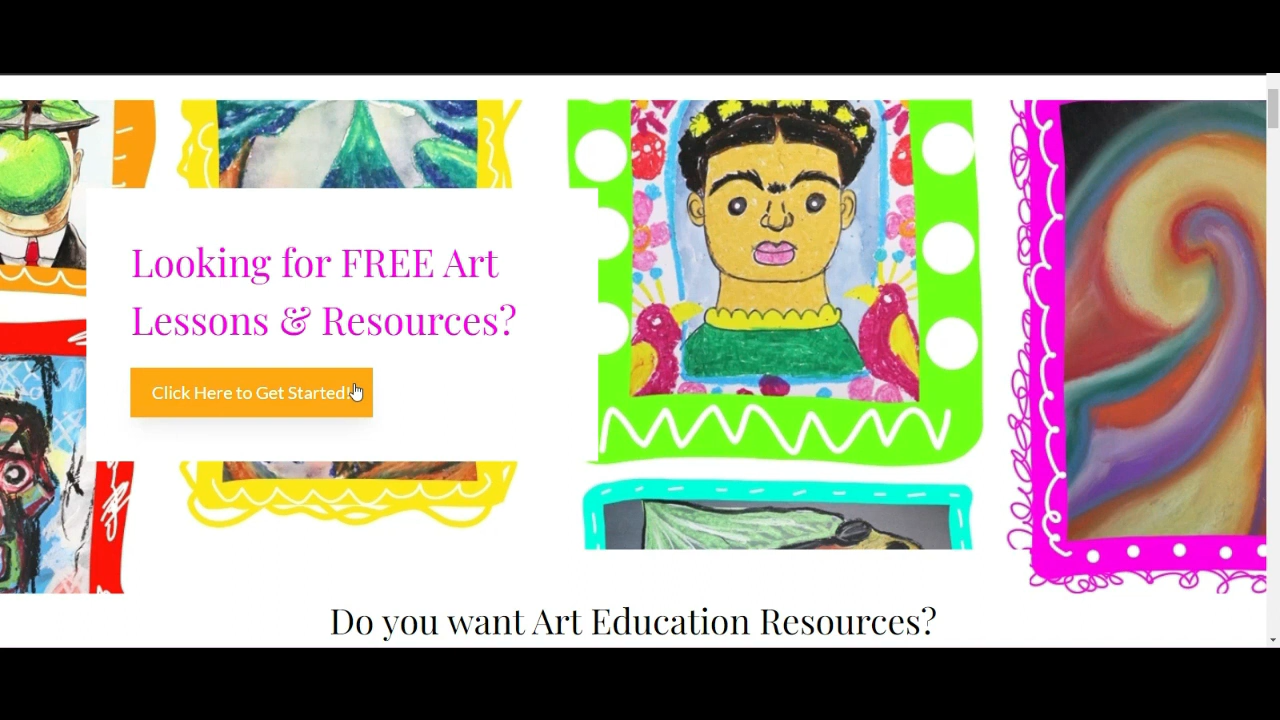 Looking for FREE Art
Lessons & Resources?
Click Here to Get Started!
Do you want Art Education Resources?